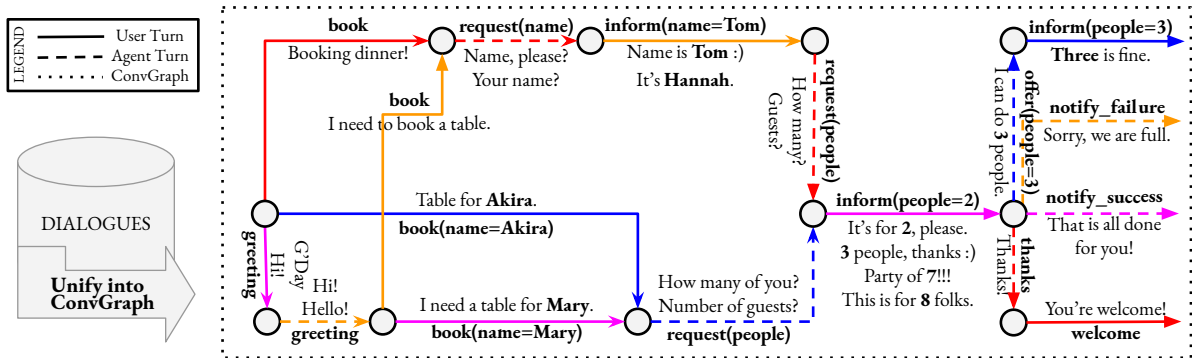 LEGEND
User Turn
Agent Turn
ConvGraph
DIALOGUES
Unify into
ConvGraph
book
Booking dinner!
request(name)
Name, please?
Your name?
inform(name=Tom)
Name is Tom :)
It's Hannah.
book
I need to book a table.
request(people)
How many?
Guests?
Table for Akira.
book(name=Akira)
greeting
G'Day
Hi!
Hi!
Hello!
greeting
I need a table for Mary.
book(name=Mary)
How many of you?
Number of guests?
request(people)
inform(people=2)
It's for 2, please.
3 people, thanks :)
Party of 7!!!
This is for 8 folks.
inform(people=3)
Three is fine.
offer(people=3)
I can do 3 people.
notify_failure
Sorry, we are full.
notify_success
That is all done
for you!
thanks
Thanks!
You're welcome!
welcome